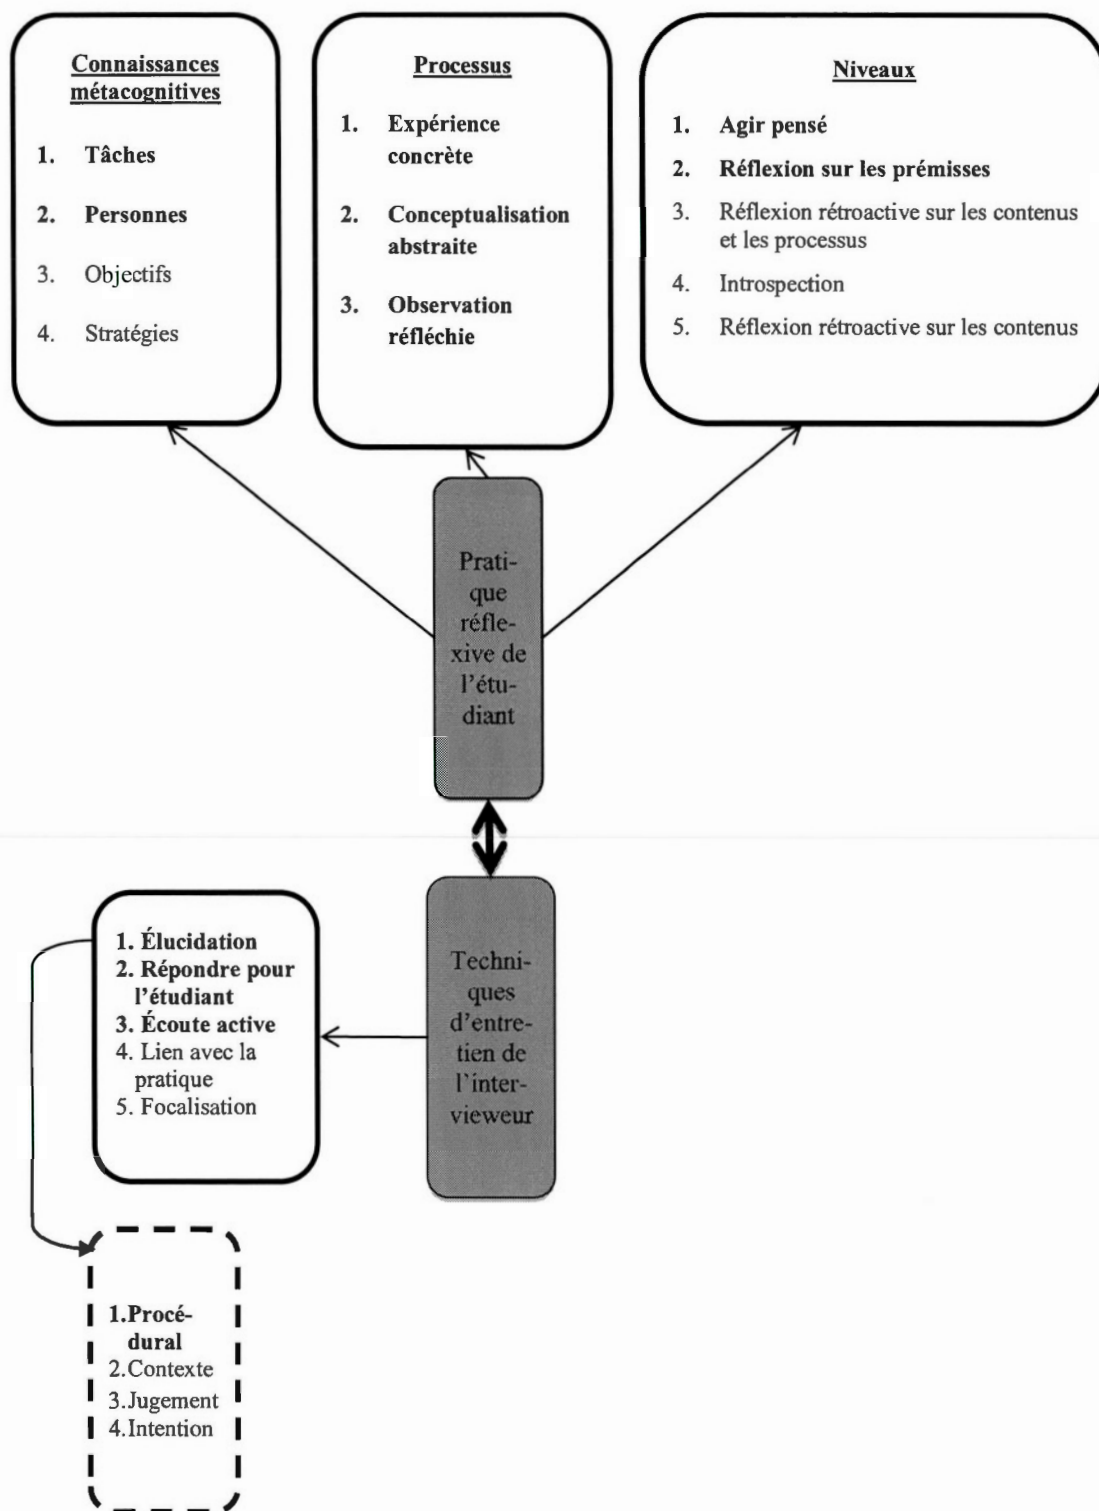 Connaissances
métacognitives
1. Tâches
2. Personnes
3. Objectifs
4. Stratégies
Processus
1. Expérience
concrète
2. Conceptualisation
abstraite
3. Observation
réfléchie
Niveaux
1. Agir pensé
2. Réflexion sur les prémisses
3. Réflexion rétroactive sur les contenus
et les processus
4. Introspection
5. Réflexion rétroactive sur les contenus
Prati-
que
réfle-
xive de
l'étu-
diant
1. Élucidation
2. Répondre pour
l'étudiant
3. Écoute active
4. Lien avec la
pratique
5. Focalisation
Techni-
ques
d'entre-
tien de
l'inter-
vieweur
1.Procé-
dural
2.Contexte
3.Jugement
4.Intention